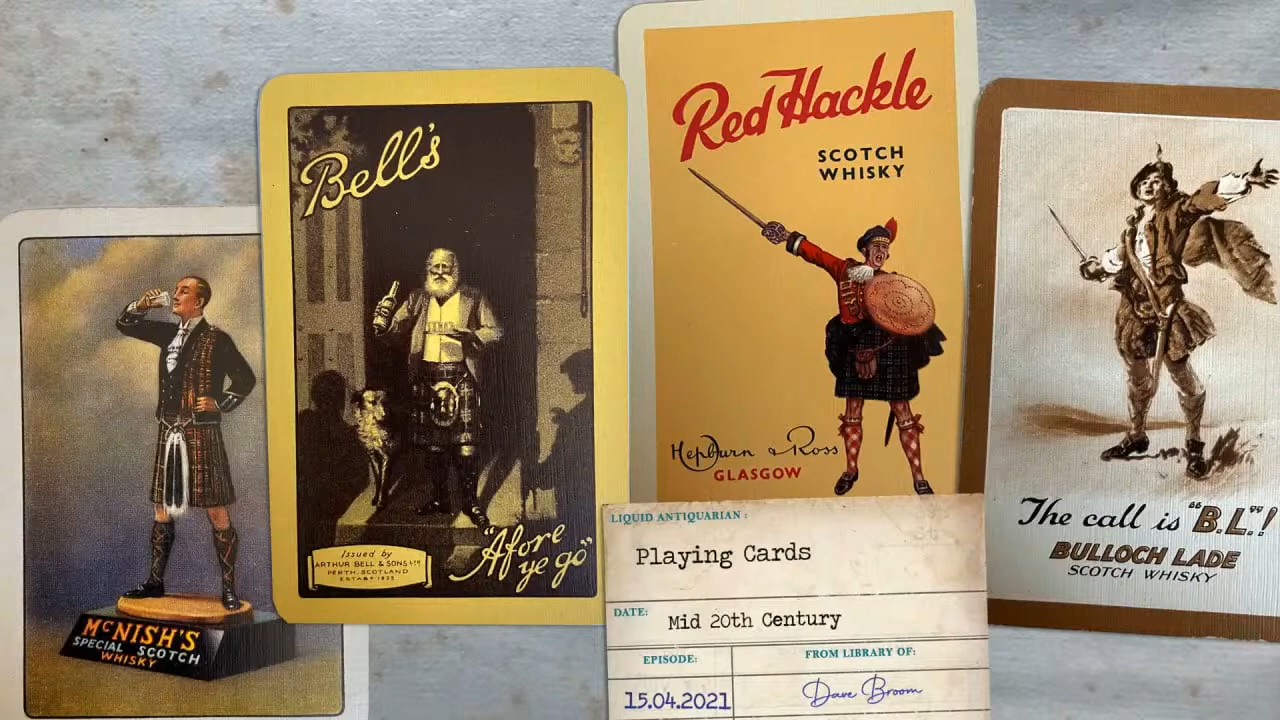 McNISH'S
SPECIAL SCOTCH
WHISKY
Bell's
Issued by
ARTHUR BELL & SONS LTD
PERTH, SCOTLAND
ESTABD 1825
"Afore
ye go"
Red Hackle
SCOTCH
WHISKY
Hepburn & Ross
GLASGOW
The call is "B.L."!
BULLOCH LADE
SCOTCH WHISKY
LIQUID ANTIQUARIAN :
Playing Cards
DATE:
Mid 20th Century
EPISODE:
FROM LIBRARY OF:
15.04.2021
Dave Broom